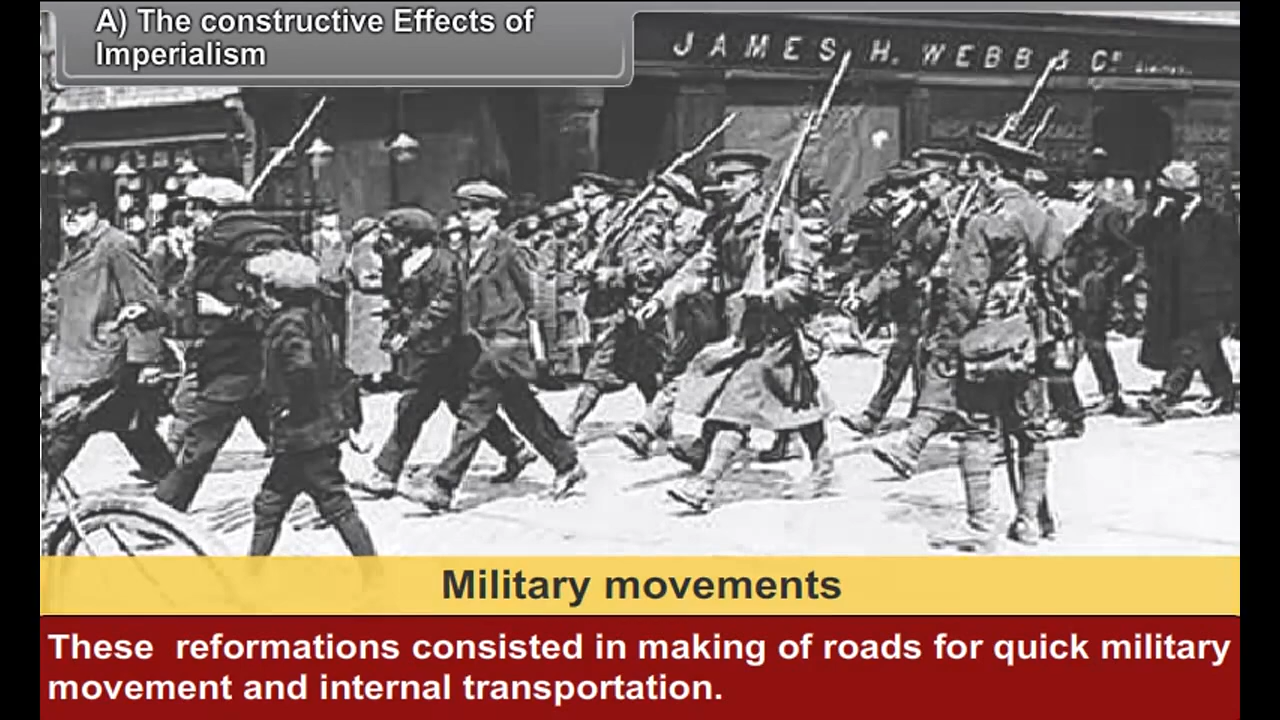 A) The constructive Effects of
Imperialism
JAMES H. WEBB & Cº
Military movements
These  reformations consisted in making of roads for quick military
movement and internal transportation.